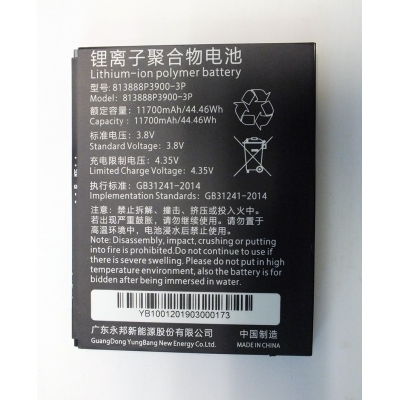 锂离子聚合物电池
Lithium-ion polymer battery
型号: 813888P3900-3P
Model: 813888P3900-3P
额定容量: 11700mAh/44.46Wh
Capacity: 11700mAh/44.46Wh
标准电压: 3.8V
Standard Voltage: 3.8V
充电限制电压: 4.35V
Charging Limited Voltage: 4.35V
执行标准: GB31241-2014
Implementation Standards: GB31241-2014
注意: 禁止拆解、撞击、挤压或投入火中。
若出现严重鼓胀, 切勿继续使用。切勿置于
高温环境中, 电池浸水后禁止使用。
Note: Disassembly, impact,crushing or putting
into fire is forbidden.Do not continue use if
there is severe swelling. Please do not put in high
temperature environment, also the battery is
forbidden after being immersed in water.
YB1001201903000173
广东永邦新能源股份有限公司
GuangDong YungBang New Energy Co.Ltd.
中国制造
MADE IN CHINA